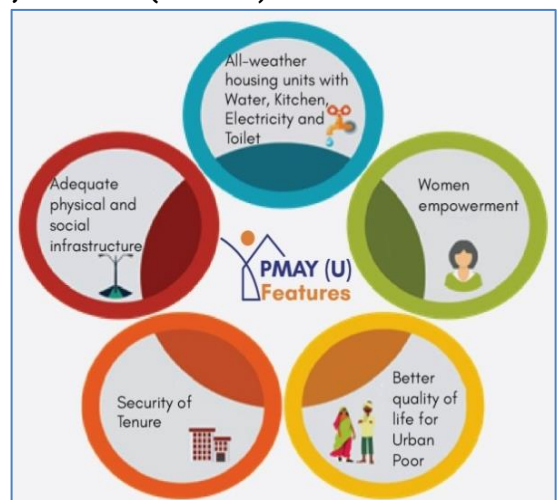 All-weather
housing units with
Water, Kitchen,
Electricity and
Toilet
Adequate
physical and
social
infrastructure
Women
empowerment
PMAY (U)
Features
Security of
Tenure
Better
quality of
life for
Urban
Poor